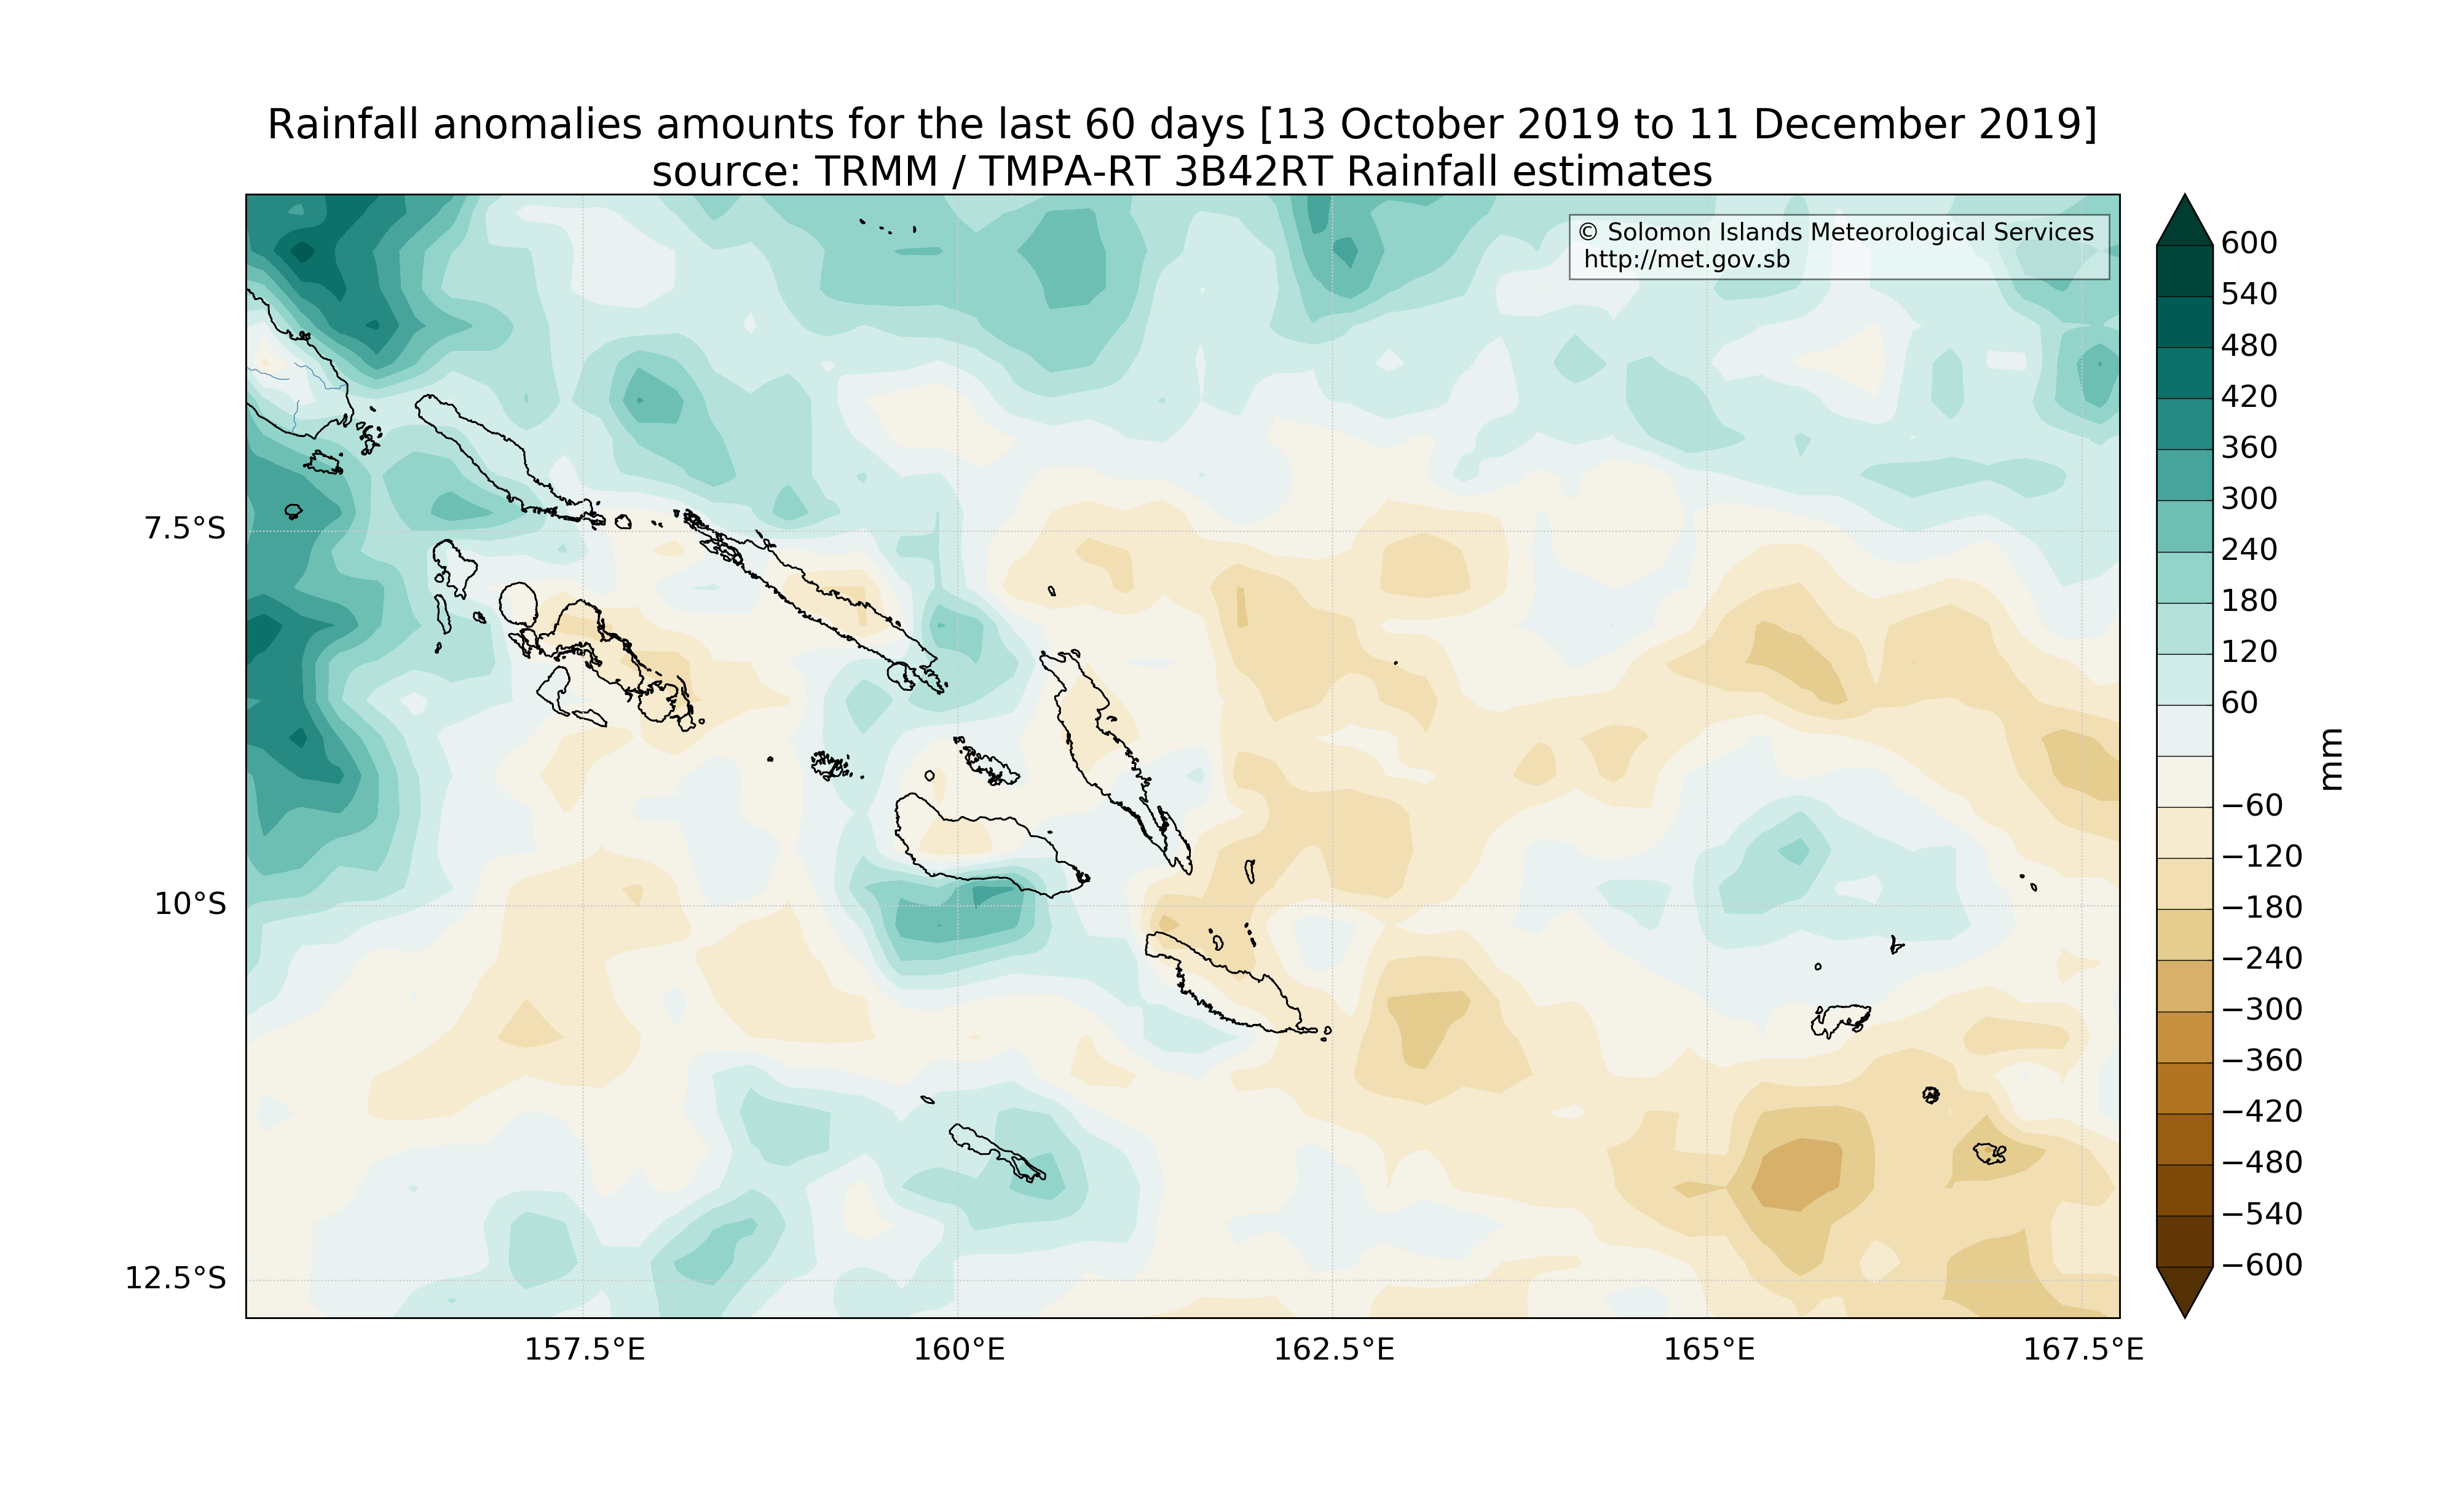 Rainfall anomalies amounts for the last 60 days [13 October 2019 to 11 December 2019]
source: TRMM / TMPA-RT 3B42RT Rainfall estimates
© Solomon Islands Meteorological Services
http://met.gov.sb
7.5°S
10°S
12.5°S
157.5°E
160°E
162.5°E
165°E
167.5°E
600
540
480
420
360
300
240
180
120
60
−60
−120
−180
−240
−300
−360
−420
−480
−540
−600
mm